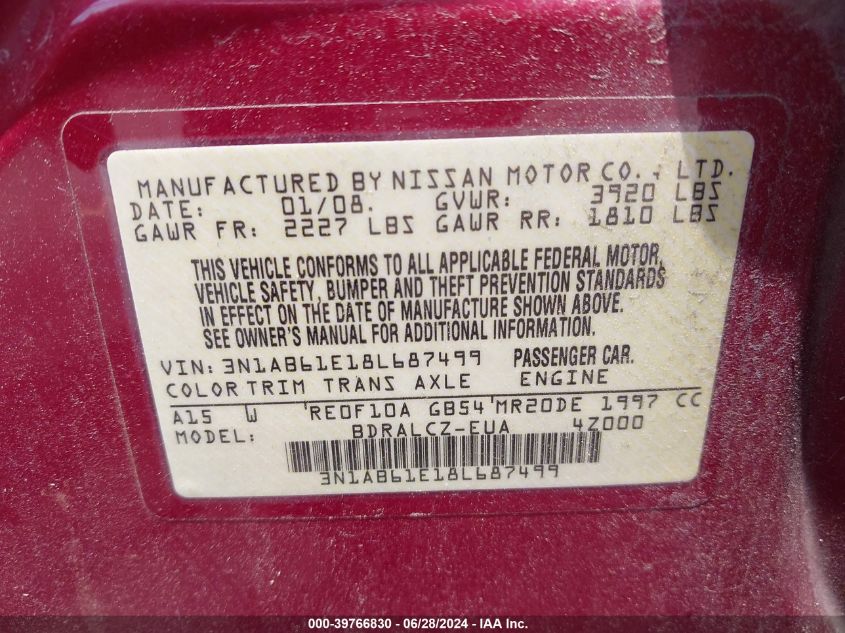 MANUFACTURED BY NISSAN MOTOR CO., LTD.
DATE: 01/08. GVWR: 3920 LBS
GAWR FR: 2227 LBS GAWR RR: 1810 LBS
THIS VEHICLE CONFORMS TO ALL APPLICABLE FEDERAL MOTOR,
VEHICLE SAFETY, BUMPER AND THEFT PREVENTION STANDARDS
IN EFFECT ON THE DATE OF MANUFACTURE SHOWN ABOVE.
SEE OWNER'S MANUAL FOR ADDITIONAL INFORMATION.
VIN: 3N1AB61E18L687499 PASSENGER CAR.
COLOR TRIM TRANS AXLE ENGINE
A15 W RE0F10A GB54 MR20DE 1997 CC
MODEL: BDRALCZ-EUA 4Z000
3N1AB61E18L687499
000-39766830 - 06/28/2024 - IAA Inc.